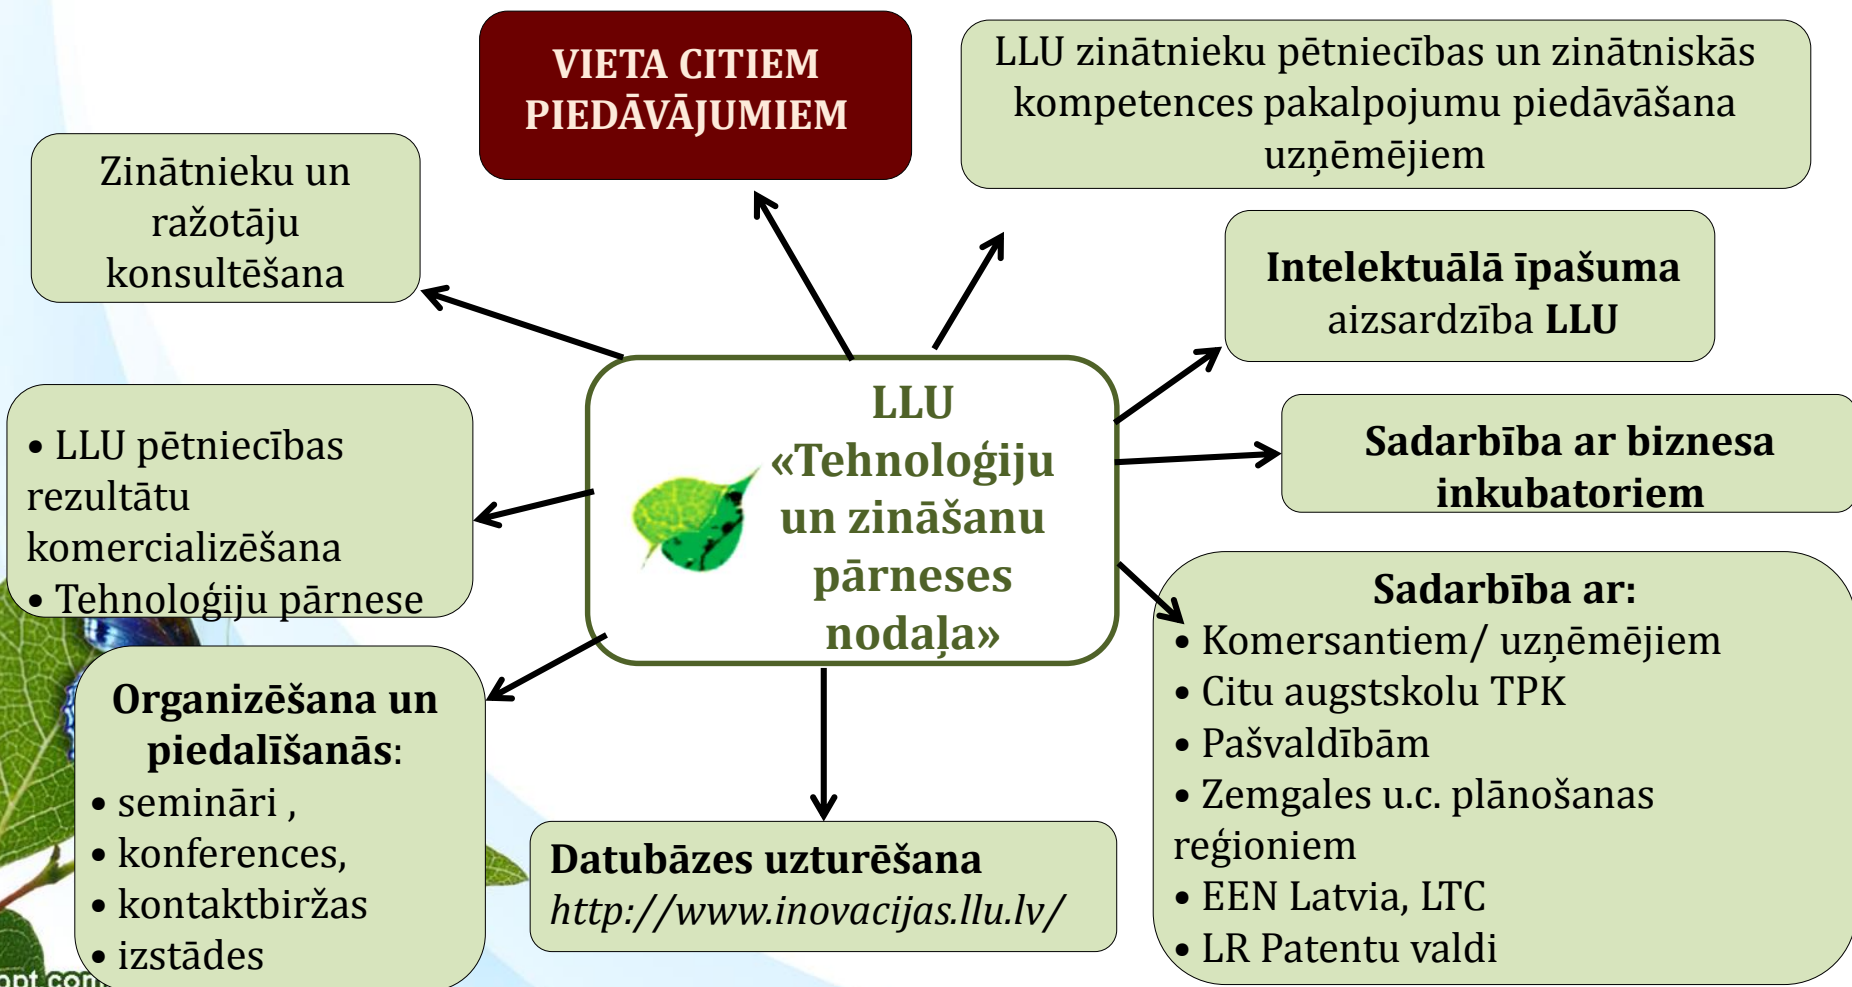 VIETA CITIEM
PIEDĀVĀJUMIEM
LLU zinātnieku pētniecības un zinātniskās
kompetences pakalpojumu piedāvāšana
uzņēmējiem
Zinātnieku un
ražotāju
konsultēšana
Intelektuālā īpašuma
aizsardzība LLU
LLU
«Tehnoloģiju
un zināšanu
pārneses
nodaļa»
• LLU pētniecības
rezultātu
komercializēšana
• Tehnoloģiju pārnese
Sadarbība ar biznesa
inkubatoriem
Sadarbība ar:
• Komersantiem/ uzņēmējiem
• Citu augstskolu TPK
• Pašvaldībām
• Zemgales u.c. plānošanas
reģioniem
• EEN Latvia, LTC
• LR Patentu valdi
Organizēšana un
piedalīšanās:
• semināri ,
• konferences,
• kontaktbiržas
• izstādes
Datubāzes uzturēšana
http://www.inovacijas.llu.lv/